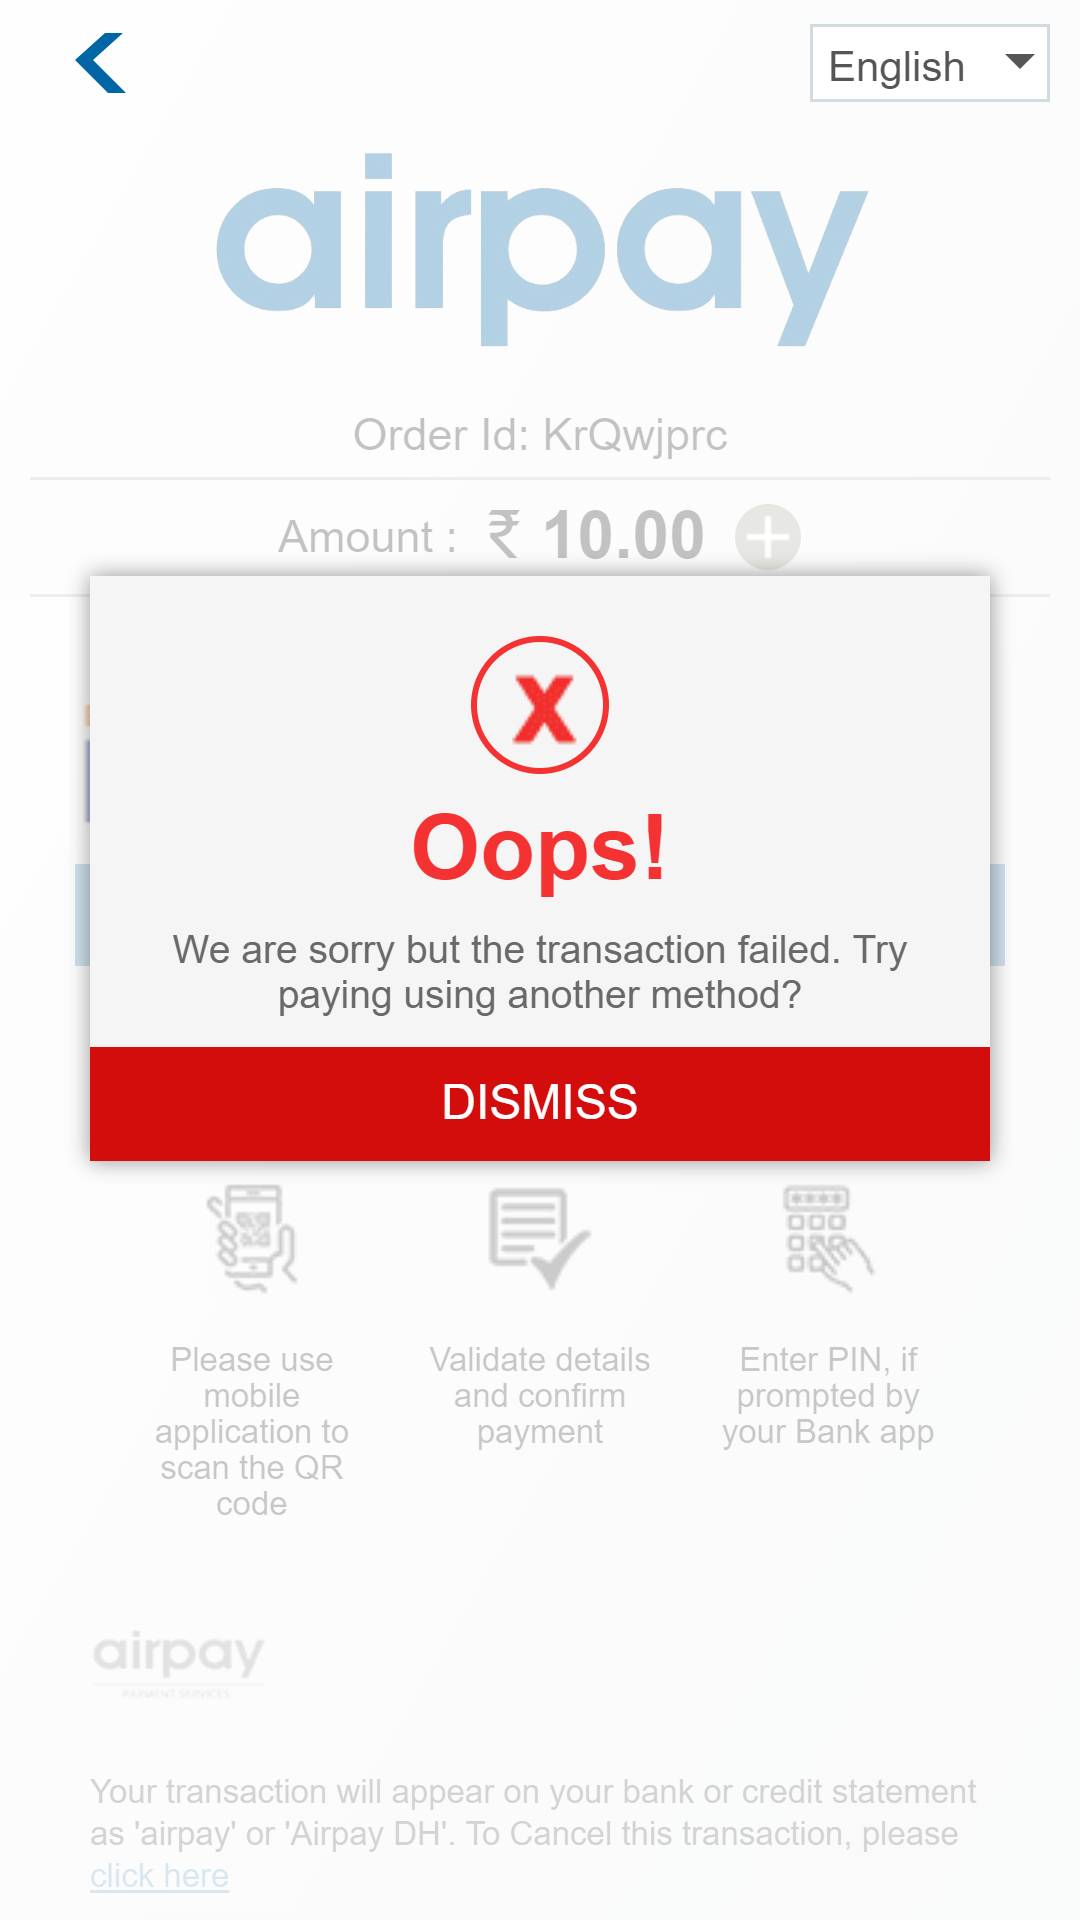 English
airpay
Order Id: KrQwjprc
Amount : ₹ 10.00
X
Oops!
We are sorry but the transaction failed. Try
paying using another method?
DISMISS
Please use
mobile
application to
scan the QR
code
Validate details
and confirm
payment
Enter PIN, if
prompted by
your Bank app
airpay
PAYMENT SERVICES
Your transaction will appear on your bank or credit statement
as 'airpay' or 'Airpay DH'. To Cancel this transaction, please
click here